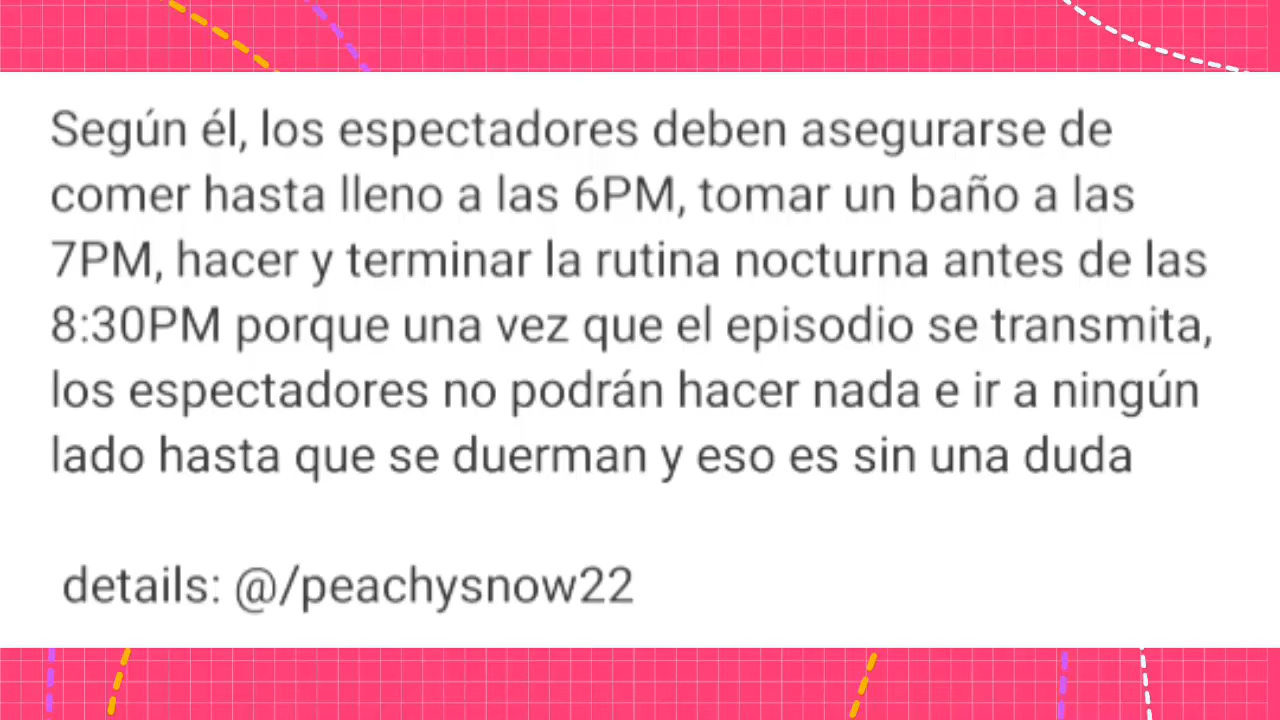 Según él, los espectadores deben asegurarse de
comer hasta lleno a las 6PM, tomar un baño a las
7PM, hacer y terminar la rutina nocturna antes de las
8:30PM porque una vez que el episodio se transmita,
los espectadores no podrán hacer nada e ir a ningún
lado hasta que se duerman y eso es sin una duda
details: @/peachysnow22